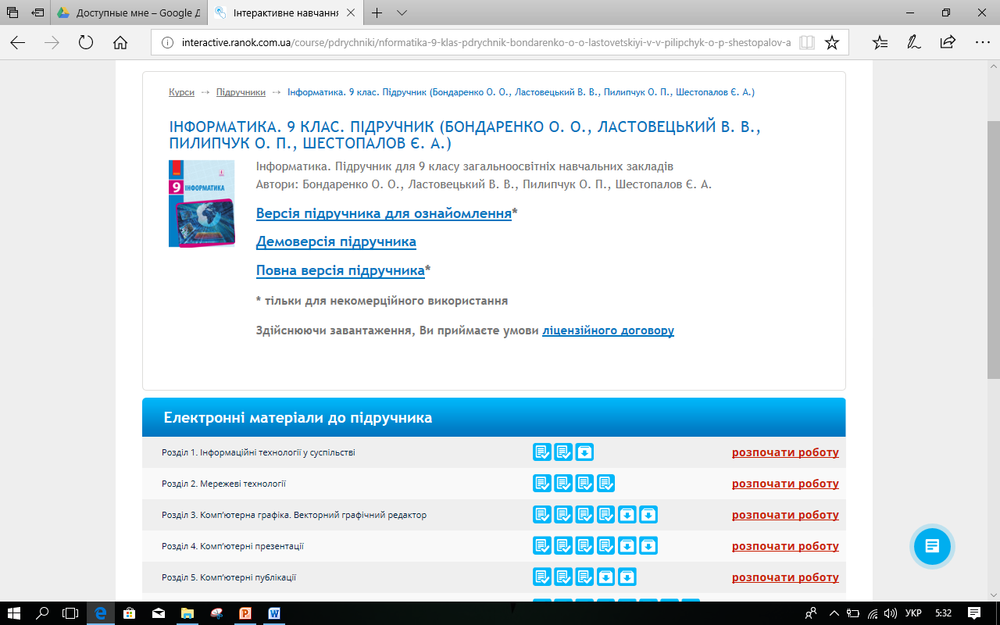 Доступные мне – Google Д
Інтерактивне навчання
interactive.ranok.com.ua/course/pdrychniki/nformatika-9-klas-pdrychnik-bondarenko-o-o-lastovetskiyi-v-v-pilipchyk-o-p-shestopalov-a
Курси → Підручники → Інформатика. 9 клас. Підручник (Бондаренко О. О., Ластовецький В. В., Пилипчук О. П., Шестопалов Є. А.)
ІНФОРМАТИКА. 9 КЛАС. ПІДРУЧНИК (БОНДАРЕНКО О. О., ЛАСТОВЕЦЬКИЙ В. В.,
ПИЛИПЧУК О. П., ШЕСТОПАЛОВ Є. А.)
9 ІНФОРМАТИКА
Інформатика. Підручник для 9 класу загальноосвітніх навчальних закладів
Автори: Бондаренко О. О., Ластовецький В. В., Пилипчук О. П., Шестопалов Є. А.
Версія підручника для ознайомлення*
Демоверсія підручника
Повна версія підручника*
* тільки для некомерційного використання
Здійснюючи завантаження, Ви приймаєте умови ліцензійного договору
Електронні матеріали до підручника
Розділ 1. Інформаційні технології у суспільстві розпочати роботу
Розділ 2. Мережеві технології розпочати роботу
Розділ 3. Комп'ютерна графіка. Векторний графічний редактор розпочати роботу
Розділ 4. Комп'ютерні презентації розпочати роботу
Розділ 5. Комп'ютерні публікації розпочати роботу
УКР 5:32